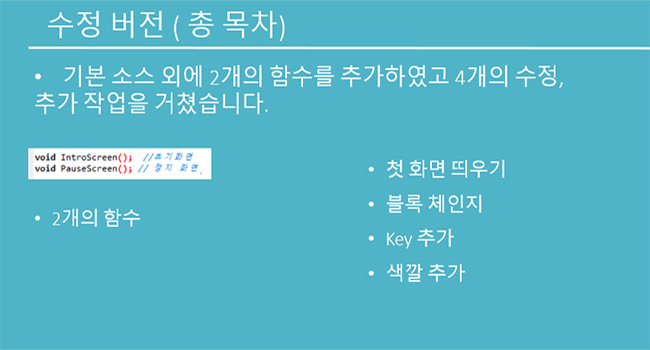 수정 버전 ( 총 목차)
• 기본 소스 외에 2개의 함수를 추가하였고 4개의 수정,
추가 작업을 거쳤습니다.
void IntroScreen(); //초기화면
void PauseScreen(); // 정지 화면
• 2개의 함수
• 첫 화면 띄우기
• 블록 체인지
• Key 추가
• 색깔 추가